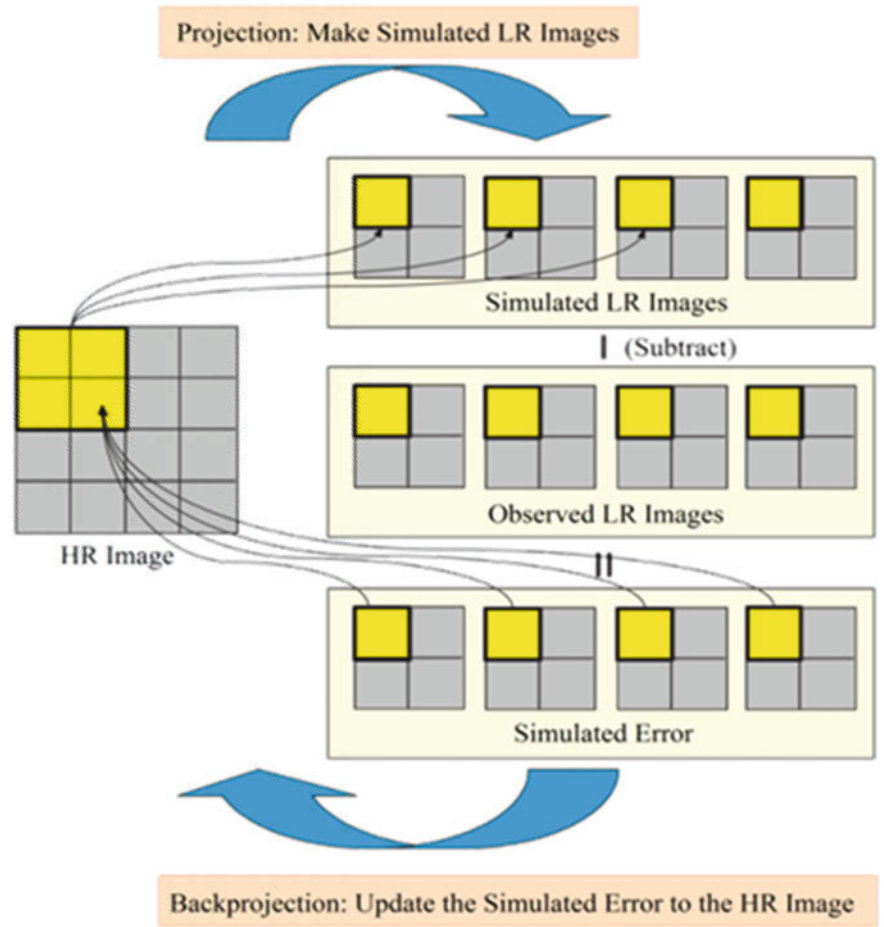 Projection: Make Simulated LR Images
Simulated LR Images
(Subtract)
Observed LR Images
HR Image
Simulated Error
Backprojection: Update the Simulated Error to the HR Image